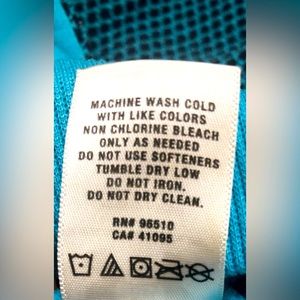 MACHINE WASH COLD
WITH LIKE COLORS
NON CHLORINE BLEACH
ONLY AS NEEDED
DO NOT USE SOFTENERS
TUMBLE DRY LOW
DO NOT IRON.
DO NOT DRY CLEAN.
RN# 96510
CA# 41095